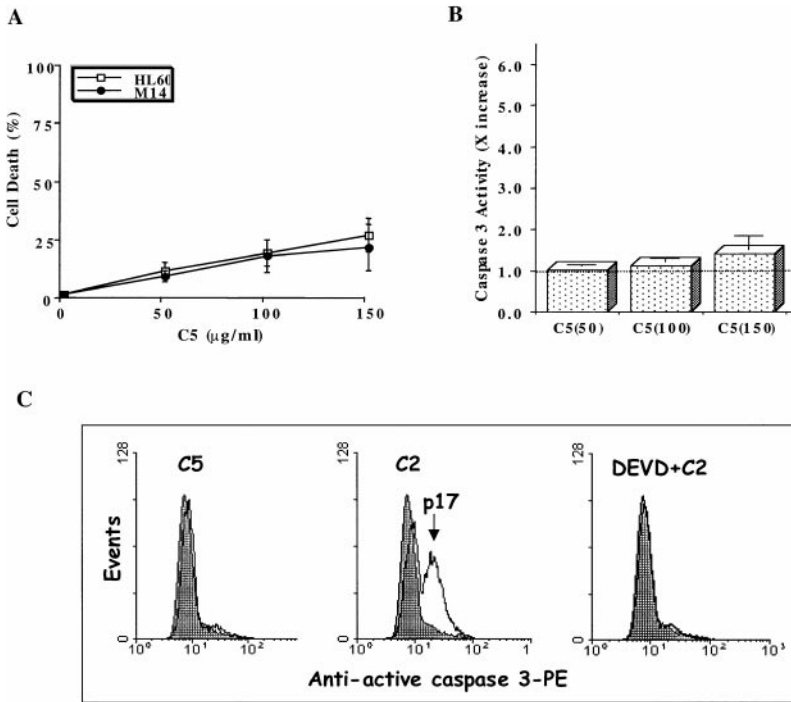 A
100
75
50
25
0
Cell Death (%)
HL60
M14
0 50 100 150
C5 (μg/ml)
B
6.0
5.0
4.0
3.0
2.0
1.0
0.0
Caspase 3 Activity (X increase)
C5(50) C5(100) C5(150)
C
Events
128
0
C5
10⁰ 10¹ 10²
128
0
C2
p17
10⁰ 10¹ 10² 1
128
0
DEVD+C2
10⁰ 10¹ 10² 10³
Anti-active caspase 3-PE